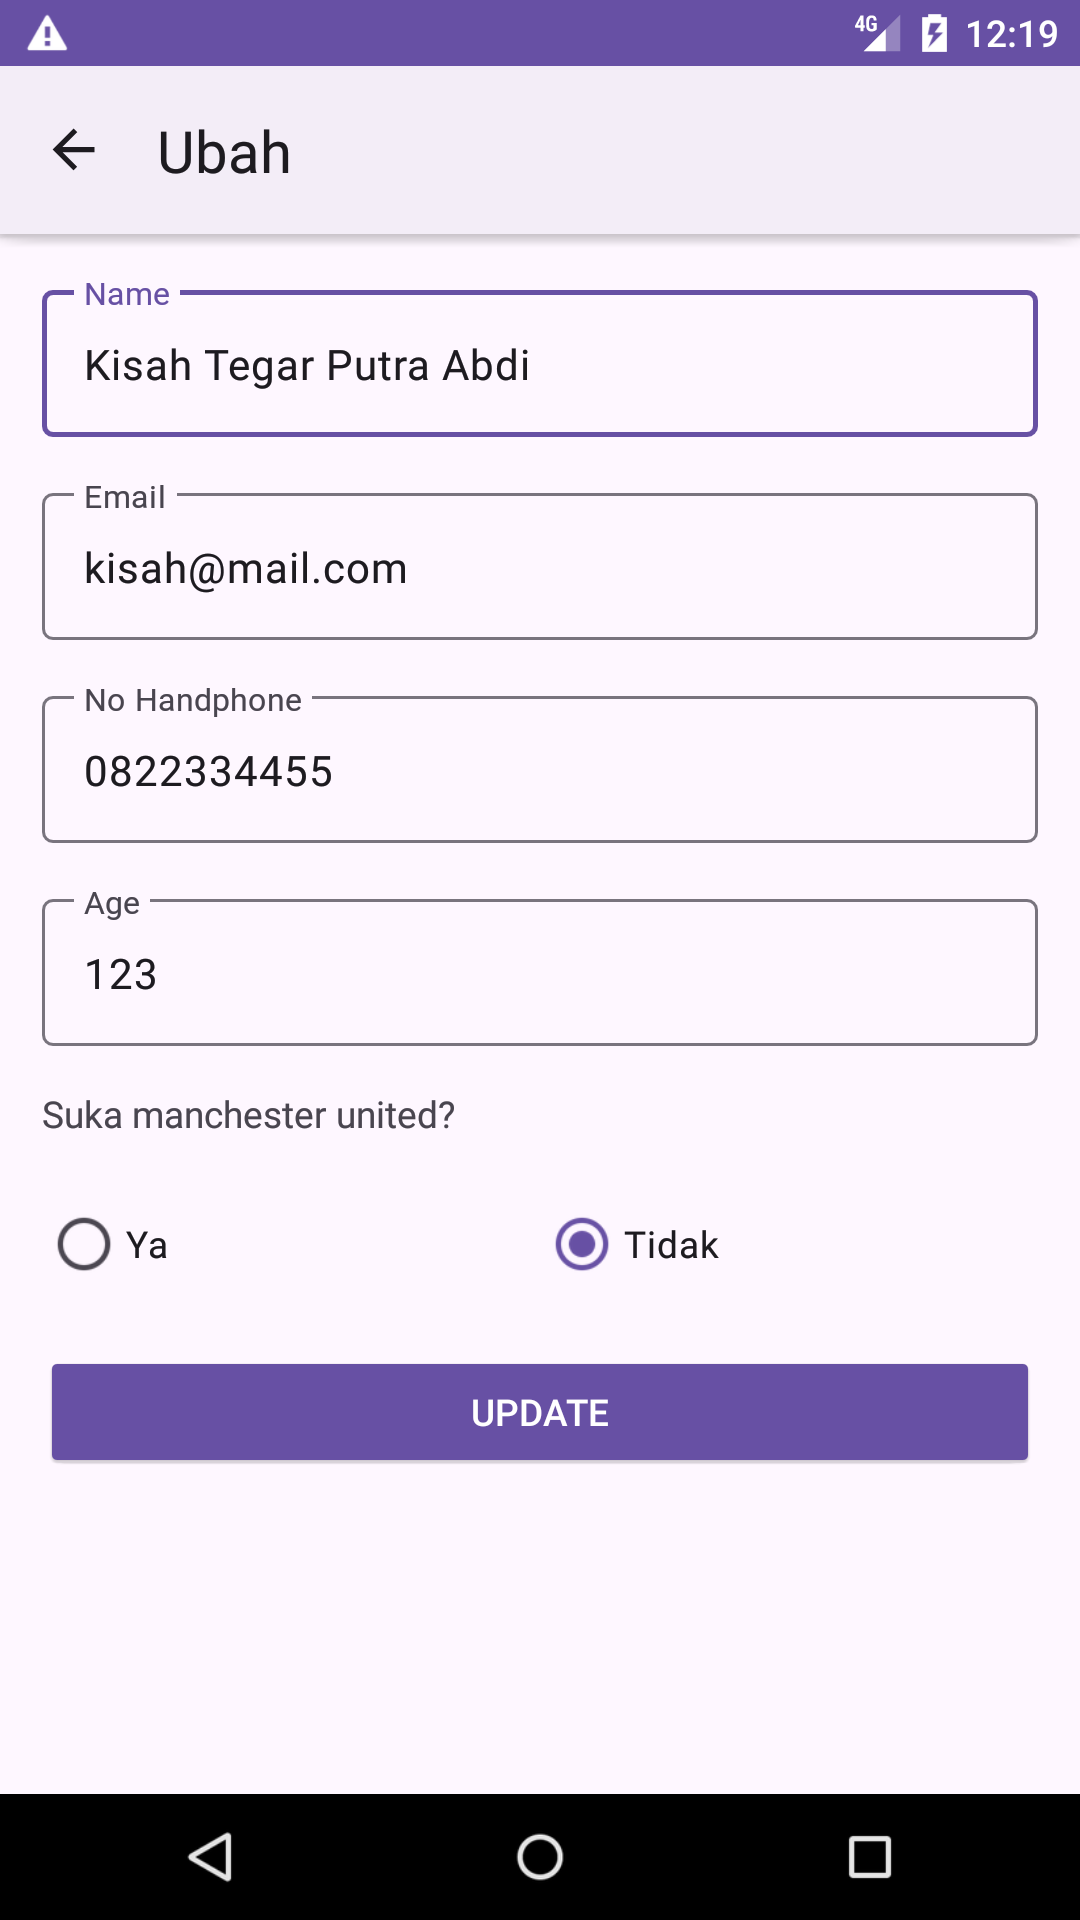 4G 12:19
Ubah
Name
Kisah Tegar Putra Abdi
Email
kisah@mail.com
No Handphone
0822334455
Age
123
Suka manchester united?
Ya Tidak
UPDATE